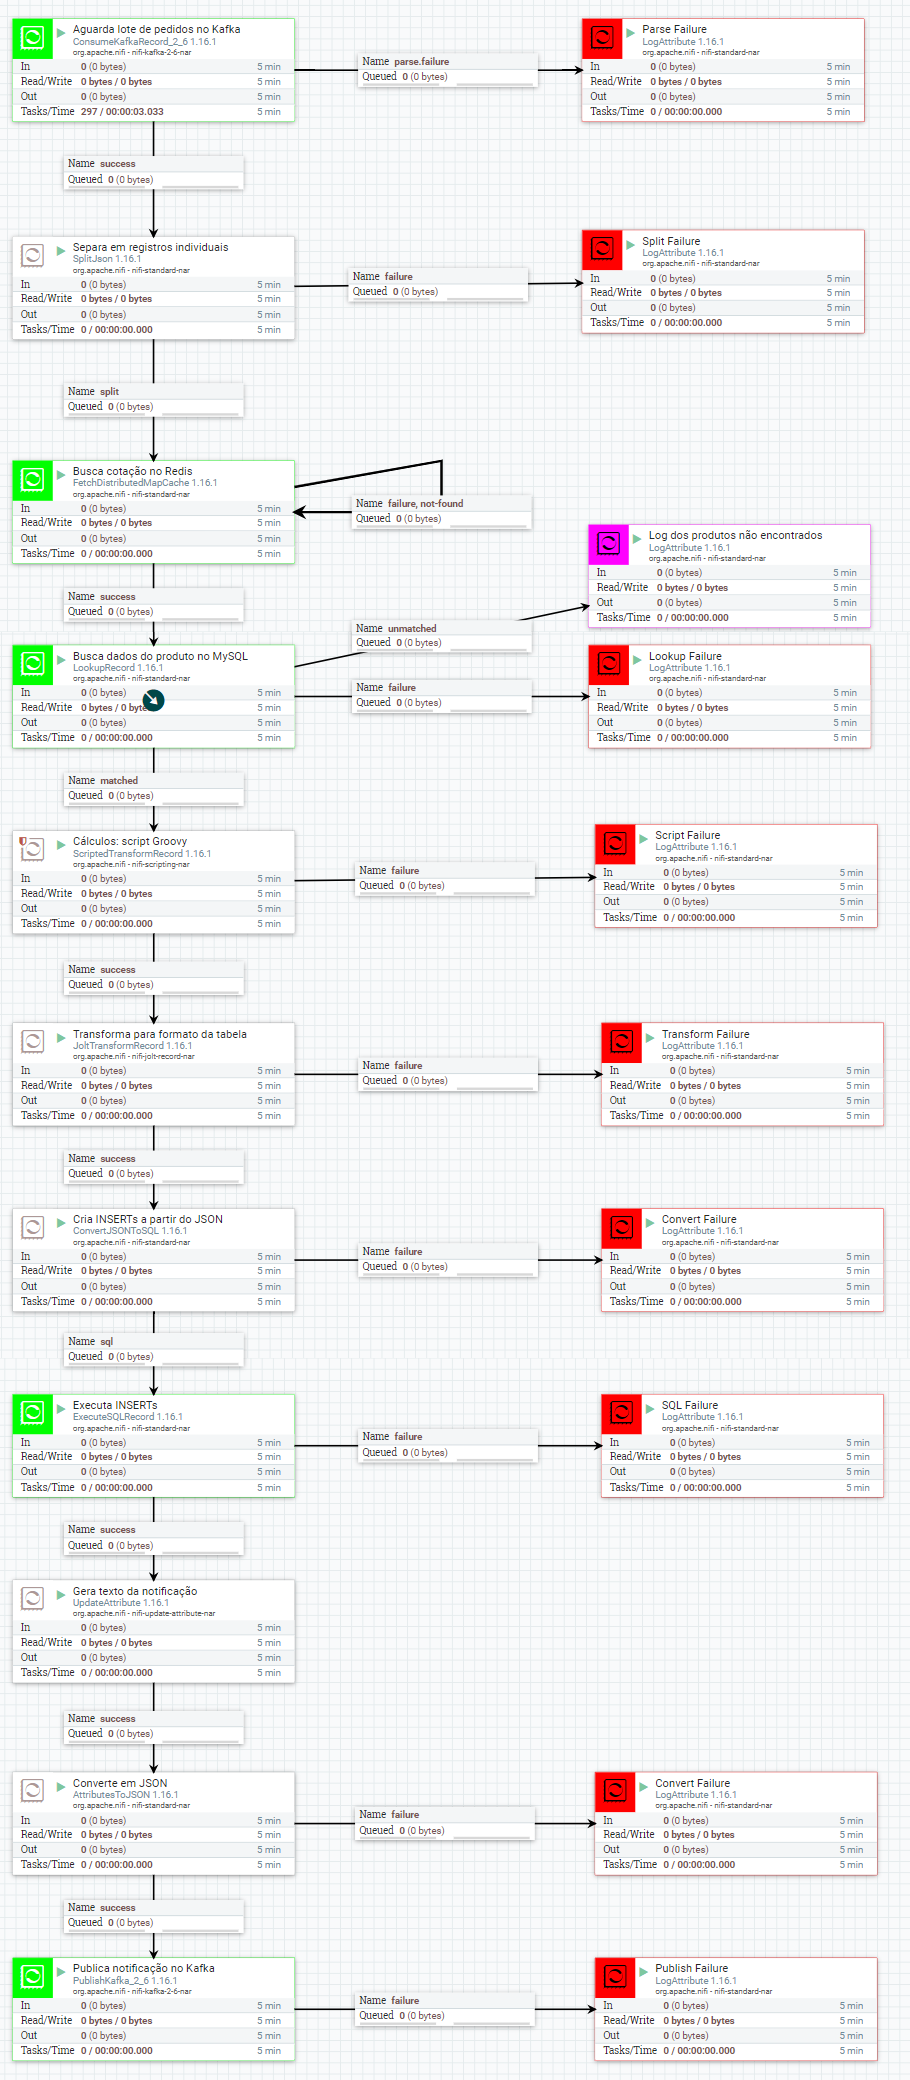 Aguarda lote de pedidos no Kafka
ConsumeKafkaRecord_2_6 1.16.1
org.apache.nifi - nifi-kafka-2-6-nar
In 0 (0 bytes) 5 min
Read/Write 0 bytes / 0 bytes 5 min
Out 0 (0 bytes) 5 min
Tasks/Time 297 / 00:00:03.033 5 min
Name parse.failure
Queued 0 (0 bytes)
Parse Failure
LogAttribute 1.16.1
org.apache.nifi - nifi-standard-nar
In 0 (0 bytes) 5 min
Read/Write 0 bytes / 0 bytes 5 min
Out 0 (0 bytes) 5 min
Tasks/Time 0 / 00:00:00.000 5 min
Name success
Queued 0 (0 bytes)
Separa em registros individuais
SplitJson 1.16.1
org.apache.nifi - nifi-standard-nar
In 0 (0 bytes) 5 min
Read/Write 0 bytes / 0 bytes 5 min
Out 0 (0 bytes) 5 min
Tasks/Time 0 / 00:00:00.000 5 min
Name failure
Queued 0 (0 bytes)
Split Failure
LogAttribute 1.16.1
org.apache.nifi - nifi-standard-nar
In 0 (0 bytes) 5 min
Read/Write 0 bytes / 0 bytes 5 min
Out 0 (0 bytes) 5 min
Tasks/Time 0 / 00:00:00.000 5 min
Name split
Queued 0 (0 bytes)
Busca cotação no Redis
FetchDistributedMapCache 1.16.1
org.apache.nifi - nifi-standard-nar
In 0 (0 bytes) 5 min
Read/Write 0 bytes / 0 bytes 5 min
Out 0 (0 bytes) 5 min
Tasks/Time 0 / 00:00:00.000 5 min
Name failure, not-found
Queued 0 (0 bytes)
Log dos produtos não encontrados
LogAttribute 1.16.1
org.apache.nifi - nifi-standard-nar
In 0 (0 bytes) 5 min
Read/Write 0 bytes / 0 bytes 5 min
Out 0 (0 bytes) 5 min
Tasks/Time 0 / 00:00:00.000 5 min
Name success
Queued 0 (0 bytes)
Name unmatched
Queued 0 (0 bytes)
Busca dados do produto no MySQL
LookupRecord 1.16.1
org.apache.nifi - nifi-standard-nar
In 0 (0 bytes) 5 min
Read/Write 0 bytes / 0 byte 5 min
Out 0 (0 bytes) 5 min
Tasks/Time 0 / 00:00:00.000 5 min
Name failure
Queued 0 (0 bytes)
Lookup Failure
LogAttribute 1.16.1
org.apache.nifi - nifi-standard-nar
In 0 (0 bytes) 5 min
Read/Write 0 bytes / 0 bytes 5 min
Out 0 (0 bytes) 5 min
Tasks/Time 0 / 00:00:00.000 5 min
Name matched
Queued 0 (0 bytes)
Cálculos: script Groovy
ScriptedTransformRecord 1.16.1
org.apache.nifi - nifi-scripting-nar
In 0 (0 bytes) 5 min
Read/Write 0 bytes / 0 bytes 5 min
Out 0 (0 bytes) 5 min
Tasks/Time 0 / 00:00:00.000 5 min
Name failure
Queued 0 (0 bytes)
Script Failure
LogAttribute 1.16.1
org.apache.nifi - nifi-standard-nar
In 0 (0 bytes) 5 min
Read/Write 0 bytes / 0 bytes 5 min
Out 0 (0 bytes) 5 min
Tasks/Time 0 / 00:00:00.000 5 min
Name success
Queued 0 (0 bytes)
Transforma para formato da tabela
JoltTransformRecord 1.16.1
org.apache.nifi - nifi-jolt-record-nar
In 0 (0 bytes) 5 min
Read/Write 0 bytes / 0 bytes 5 min
Out 0 (0 bytes) 5 min
Tasks/Time 0 / 00:00:00.000 5 min
Name failure
Queued 0 (0 bytes)
Transform Failure
LogAttribute 1.16.1
org.apache.nifi - nifi-standard-nar
In 0 (0 bytes) 5 min
Read/Write 0 bytes / 0 bytes 5 min
Out 0 (0 bytes) 5 min
Tasks/Time 0 / 00:00:00.000 5 min
Name success
Queued 0 (0 bytes)
Cria INSERTs a partir do JSON
ConvertJSONToSQL 1.16.1
org.apache.nifi - nifi-standard-nar
In 0 (0 bytes) 5 min
Read/Write 0 bytes / 0 bytes 5 min
Out 0 (0 bytes) 5 min
Tasks/Time 0 / 00:00:00.000 5 min
Name failure
Queued 0 (0 bytes)
Convert Failure
LogAttribute 1.16.1
org.apache.nifi - nifi-standard-nar
In 0 (0 bytes) 5 min
Read/Write 0 bytes / 0 bytes 5 min
Out 0 (0 bytes) 5 min
Tasks/Time 0 / 00:00:00.000 5 min
Name sql
Queued 0 (0 bytes)
Executa INSERTs
ExecuteSQLRecord 1.16.1
org.apache.nifi - nifi-standard-nar
In 0 (0 bytes) 5 min
Read/Write 0 bytes / 0 bytes 5 min
Out 0 (0 bytes) 5 min
Tasks/Time 0 / 00:00:00.000 5 min
Name failure
Queued 0 (0 bytes)
SQL Failure
LogAttribute 1.16.1
org.apache.nifi - nifi-standard-nar
In 0 (0 bytes) 5 min
Read/Write 0 bytes / 0 bytes 5 min
Out 0 (0 bytes) 5 min
Tasks/Time 0 / 00:00:00.000 5 min
Name success
Queued 0 (0 bytes)
Gera texto da notificação
UpdateAttribute 1.16.1
org.apache.nifi - nifi-update-attribute-nar
In 0 (0 bytes) 5 min
Read/Write 0 bytes / 0 bytes 5 min
Out 0 (0 bytes) 5 min
Tasks/Time 0 / 00:00:00.000 5 min
Name success
Queued 0 (0 bytes)
Converte em JSON
AttributesToJSON 1.16.1
org.apache.nifi - nifi-standard-nar
In 0 (0 bytes) 5 min
Read/Write 0 bytes / 0 bytes 5 min
Out 0 (0 bytes) 5 min
Tasks/Time 0 / 00:00:00.000 5 min
Name failure
Queued 0 (0 bytes)
Convert Failure
LogAttribute 1.16.1
org.apache.nifi - nifi-standard-nar
In 0 (0 bytes) 5 min
Read/Write 0 bytes / 0 bytes 5 min
Out 0 (0 bytes) 5 min
Tasks/Time 0 / 00:00:00.000 5 min
Name success
Queued 0 (0 bytes)
Publica notificação no Kafka
PublishKafka_2_6 1.16.1
org.apache.nifi - nifi-kafka-2-6-nar
In 0 (0 bytes) 5 min
Read/Write 0 bytes / 0 bytes 5 min
Out 0 (0 bytes) 5 min
Tasks/Time 0 / 00:00:00.000 5 min
Name failure
Queued 0 (0 bytes)
Publish Failure
LogAttribute 1.16.1
org.apache.nifi - nifi-standard-nar
In 0 (0 bytes) 5 min
Read/Write 0 bytes / 0 bytes 5 min
Out 0 (0 bytes) 5 min
Tasks/Time 0 / 00:00:00.000 5 min